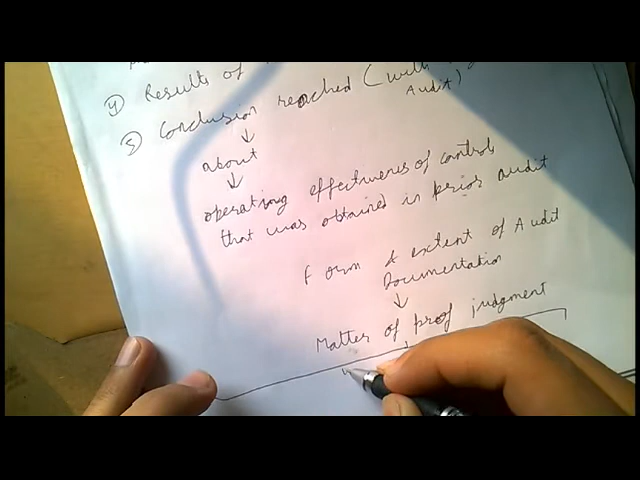 4) Results of
5) Conclusion reached (with
Audit)
↓
about
↓
operating effectiveness of controls
that was obtained in prior audit
Form & extent of Audit
Documentation
↓
Matter of prof judgment